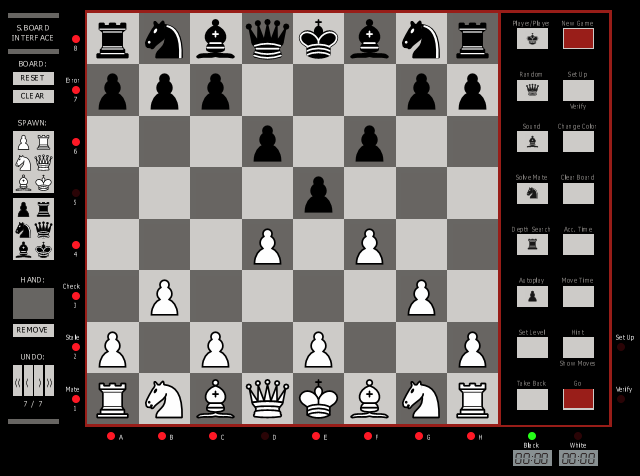 S.BOARD
INTERFACE
BOARD:
RESET
CLEAR
SPAWN:
HAND:
REMOVE
UNDO:
7 / 7
8
Error
7
6
5
4
Check
3
Stale
2
Mate
1
A B C D E F G H
Player/Player New Game
Random Set Up
Verify
Sound Change Color
Solve Mate Clear Board
Depth Search Acc. Time
Autoplay Move Time
Set Level Hint
Show Moves
Take Back Go
Set Up
Verify
Black White
00:00 00:00